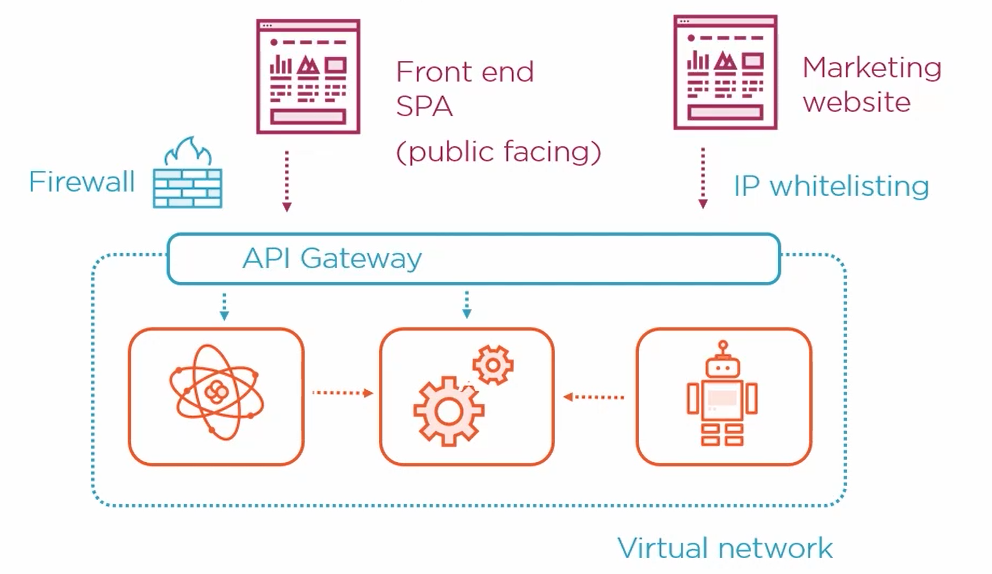 Front end
SPA
(public facing)
Marketing
website
Firewall
IP whitelisting
API Gateway
Virtual network